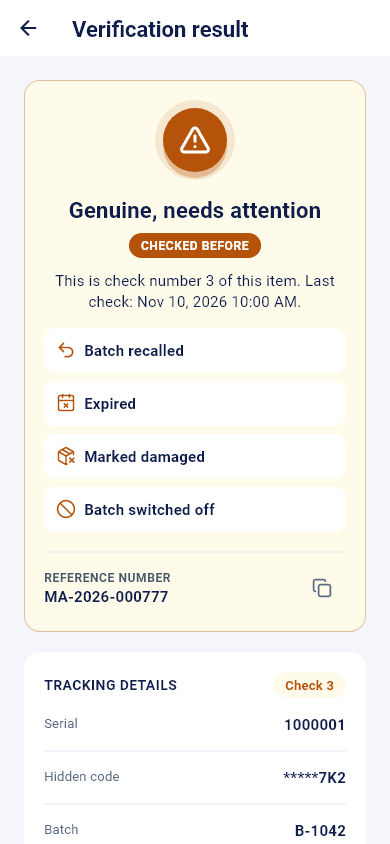 Verification result
Genuine, needs attention
CHECKED BEFORE
This is check number 3 of this item. Last
check: Nov 10, 2026 10:00 AM.
Batch recalled
Expired
Marked damaged
Batch switched off
REFERENCE NUMBER
MA-2026-000777
TRACKING DETAILS
Check 3
Serial
1000001
Hidden code
*****7K2
Batch
B-1042